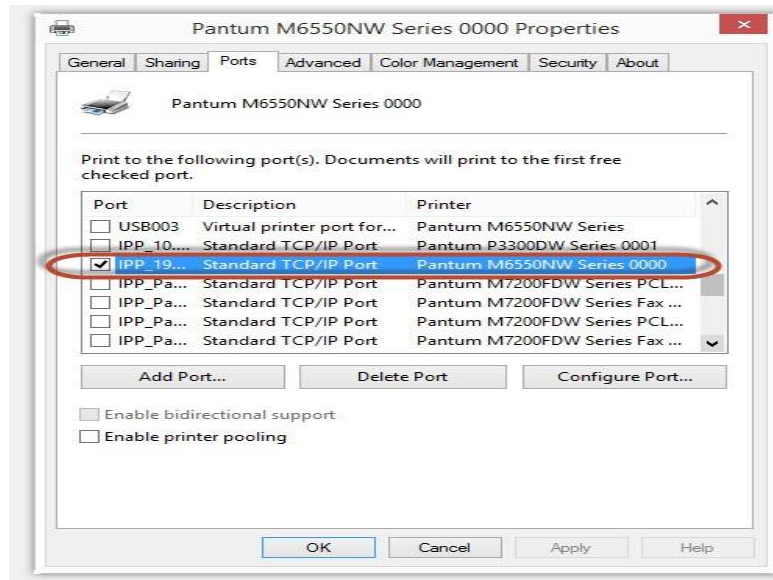 Pantum M6550NW Series 0000 Properties
General Sharing Ports Advanced Color Management Security About
Pantum M6550NW Series 0000
Print to the following port(s). Documents will print to the first free
checked port.
Port Description Printer
USB003 Virtual printer port for... Pantum M6550NW Series
IPP_10.... Standard TCP/IP Port Pantum P3300DW Series 0001
IPP_19... Standard TCP/IP Port Pantum M6550NW Series 0000
IPP_Pa... Standard TCP/IP Port Pantum M7200FDW Series PCL...
IPP_Pa... Standard TCP/IP Port Pantum M7200FDW Series Fax ...
IPP_Pa... Standard TCP/IP Port Pantum M7200FDW Series PCL...
IPP_Pa... Standard TCP/IP Port Pantum M7200FDW Series Fax ...
Add Port... Delete Port Configure Port...
Enable bidirectional support
Enable printer pooling
OK Cancel Apply Help